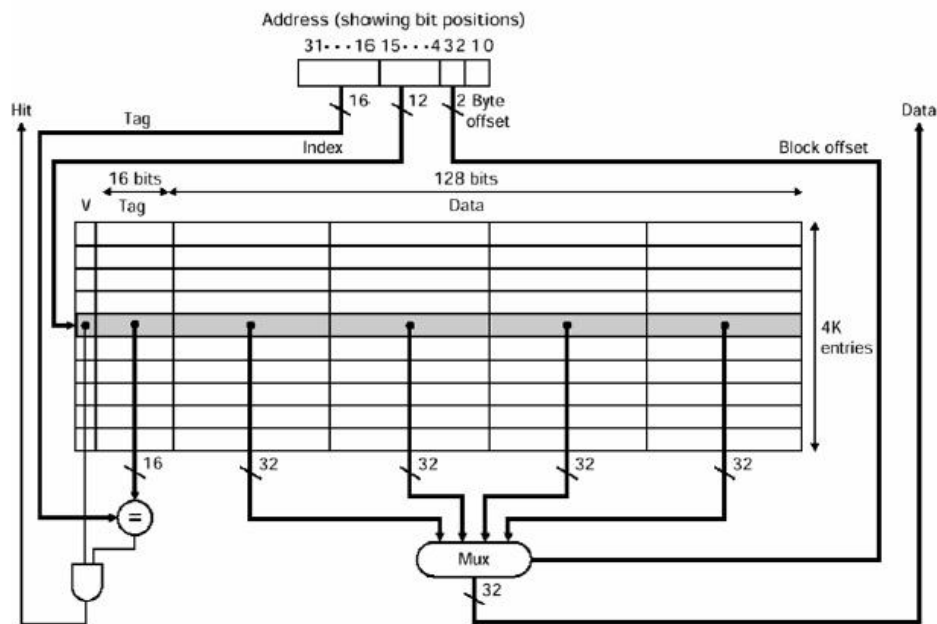 Address (showing bit positions)
31 · · · 16 15 · · · 4 3 2 1 0
Hit
Tag
16
12
2 Byte offset
Data
Index
Block offset
16 bits
128 bits
V
Tag
Data
4K entries
16
32
32
32
32
=
Mux
32